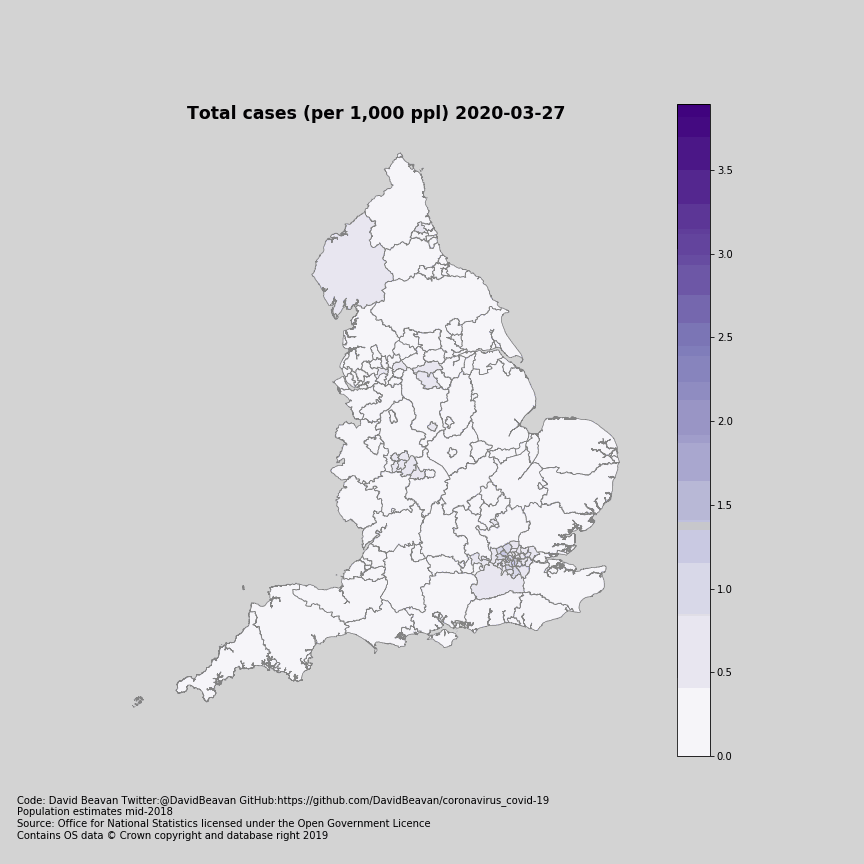 Total cases (per 1,000 ppl) 2020-03-27
3.5
3.0
2.5
2.0
1.5
1.0
0.5
0.0
Code: David Beavan Twitter:@DavidBeavan GitHub:https://github.com/DavidBeavan/coronavirus_covid-19
Population estimates mid-2018
Source: Office for National Statistics licensed under the Open Government Licence
Contains OS data © Crown copyright and database right 2019